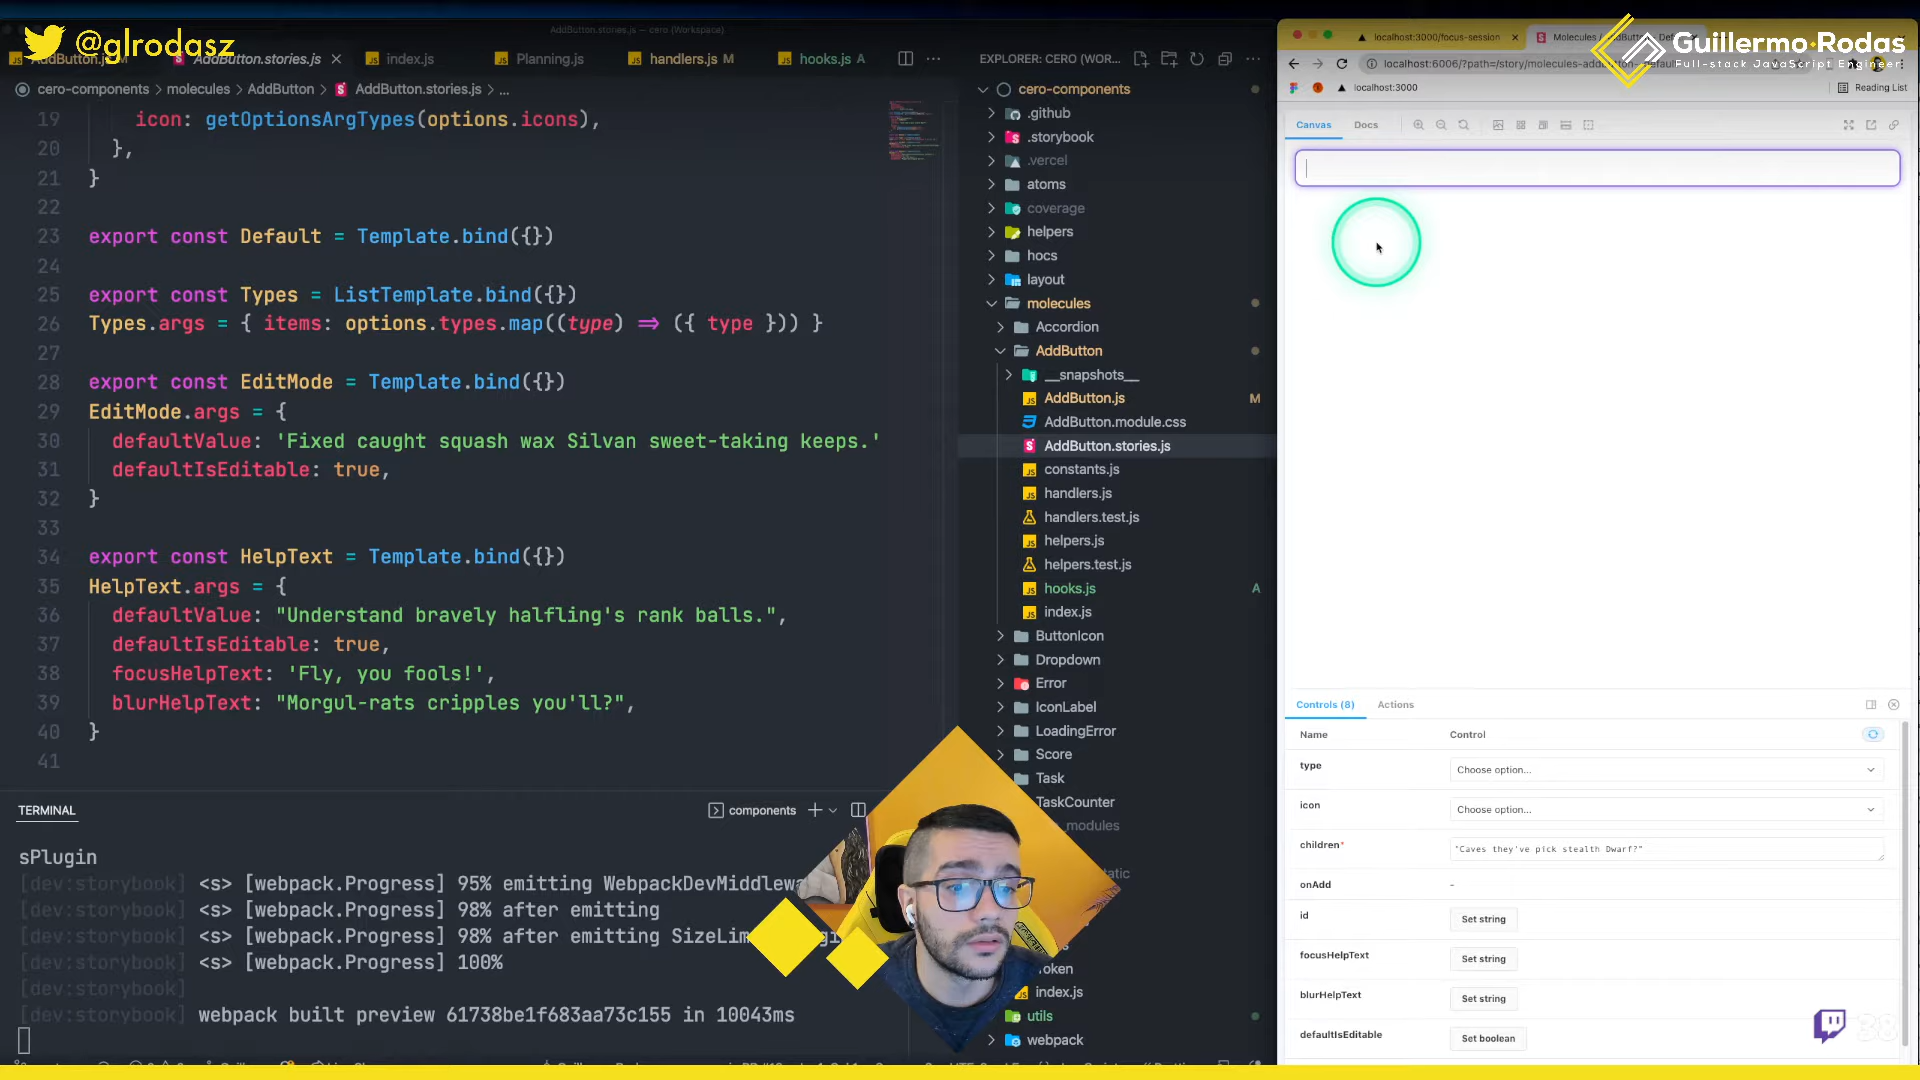 @glrodasz
AddButton.stories.js — cero (Workspace)
AddButton.js
AddButton.stories.js
index.js
Planning.js
handlers.js M
hooks.js A
cero-components > molecules > AddButton > AddButton.stories.js > ...
19 icon: getOptionsArgTypes(options.icons),
20 },
21 }
22
23 export const Default = Template.bind({})
24
25 export const Types = ListTemplate.bind({})
26 Types.args = { items: options.types.map((type) => ({ type })) }
27
28 export const EditMode = Template.bind({})
29 EditMode.args = {
30 defaultValue: 'Fixed caught squash wax Silvan sweet-taking keeps.'
31 defaultIsEditable: true,
32 }
33
34 export const HelpText = Template.bind({})
35 HelpText.args = {
36 defaultValue: "Understand bravely halfling's rank balls.",
37 defaultIsEditable: true,
38 focusHelpText: 'Fly, you fools!',
39 blurHelpText: "Morgul-rats cripples you'll?",
40 }
41
TERMINAL
components
sPlugin
[dev:storybook] <s> [webpack.Progress] 95% emitting WebpackDevMiddlewa
[dev:storybook] <s> [webpack.Progress] 98% after emitting
[dev:storybook] <s> [webpack.Progress] 98% after emitting SizeLim
[dev:storybook] <s> [webpack.Progress] 100%
[dev:storybook]
[dev:storybook] webpack built preview 61738be1f683aa73c155 in 10043ms
EXPLORER: CERO (WOR...
cero-components
.github
.storybook
.vercel
atoms
coverage
helpers
hocs
layout
molecules
Accordion
AddButton
__snapshots__
AddButton.js M
AddButton.module.css
AddButton.stories.js
constants.js
handlers.js
handlers.test.js
helpers.js
helpers.test.js
hooks.js A
index.js
ButtonIcon
Dropdown
Error
IconLabel
LoadingError
Score
Task
TaskCounter
_modules
index.js
utils
webpack
localhost:3000/focus-session
Guillermo·Rodas
Full-stack JavaScript Engineer
localhost:3000
Reading List
Canvas
Docs
Controls (8)
Actions
Name Control
type Choose option...
icon Choose option...
children* "Caves they've pick stealth Dwarf?"
onAdd -
id Set string
focusHelpText Set string
blurHelpText Set string
defaultIsEditable Set boolean
38